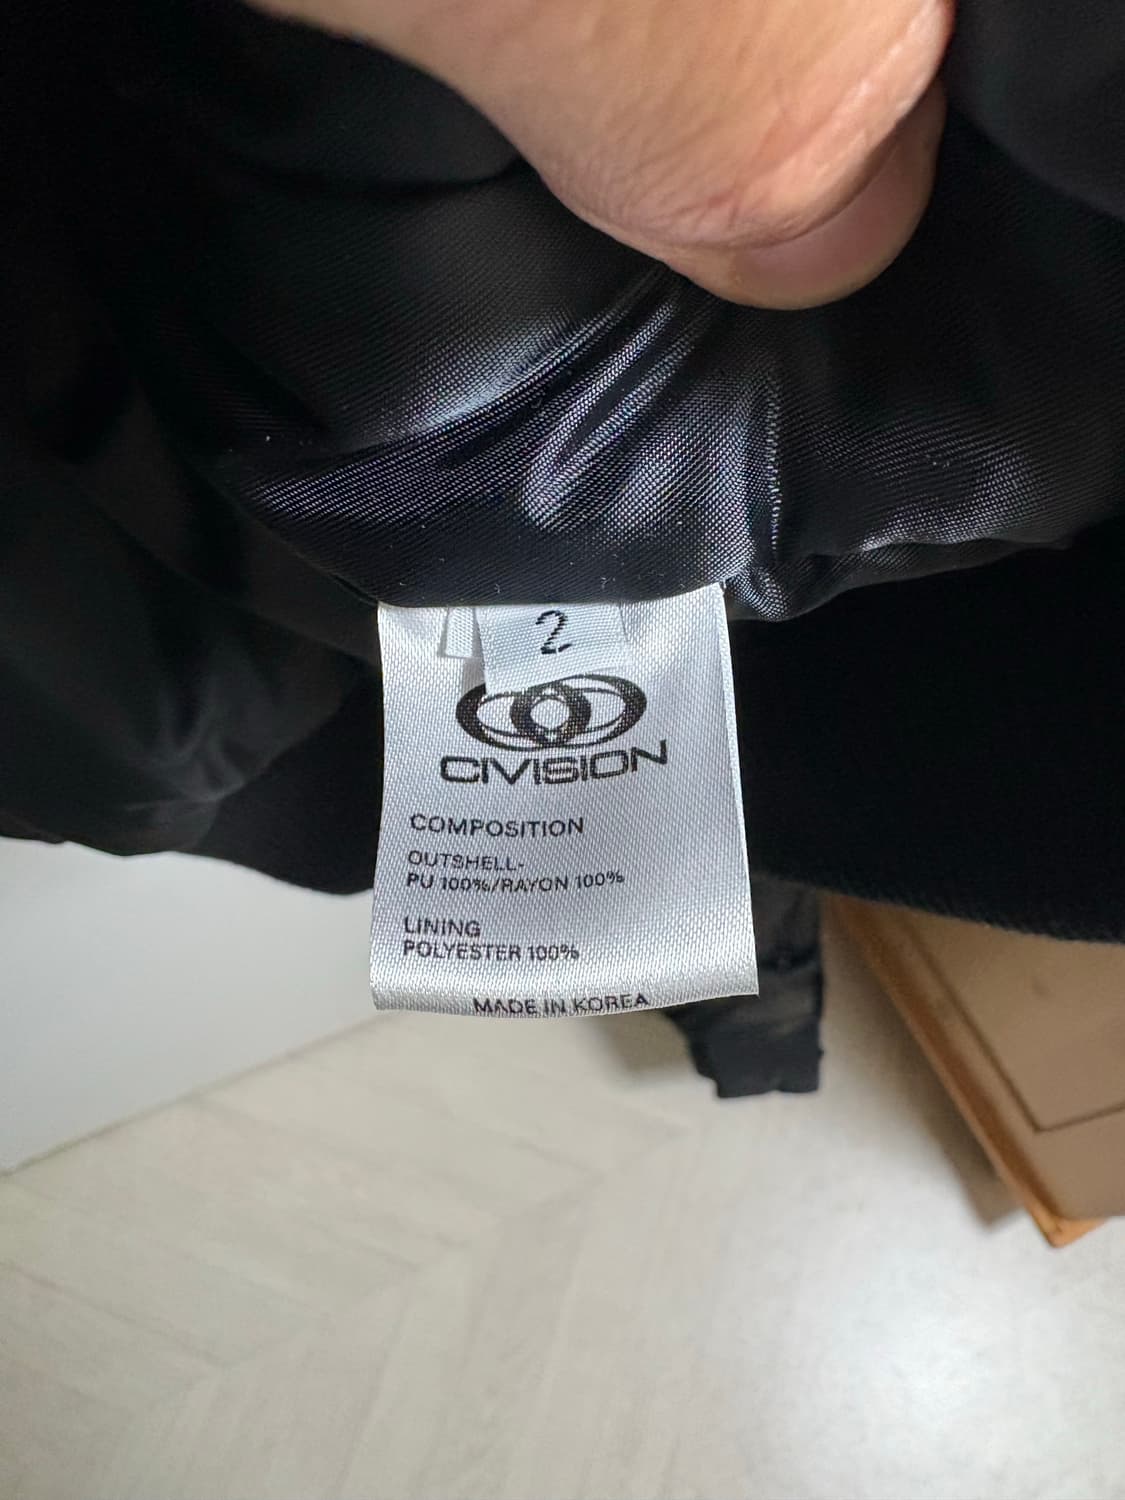 2
CIVISION
COMPOSITION
OUTSHELL-
PU 100%/RAYON 100%
LINING
POLYESTER 100%
MADE IN KOREA